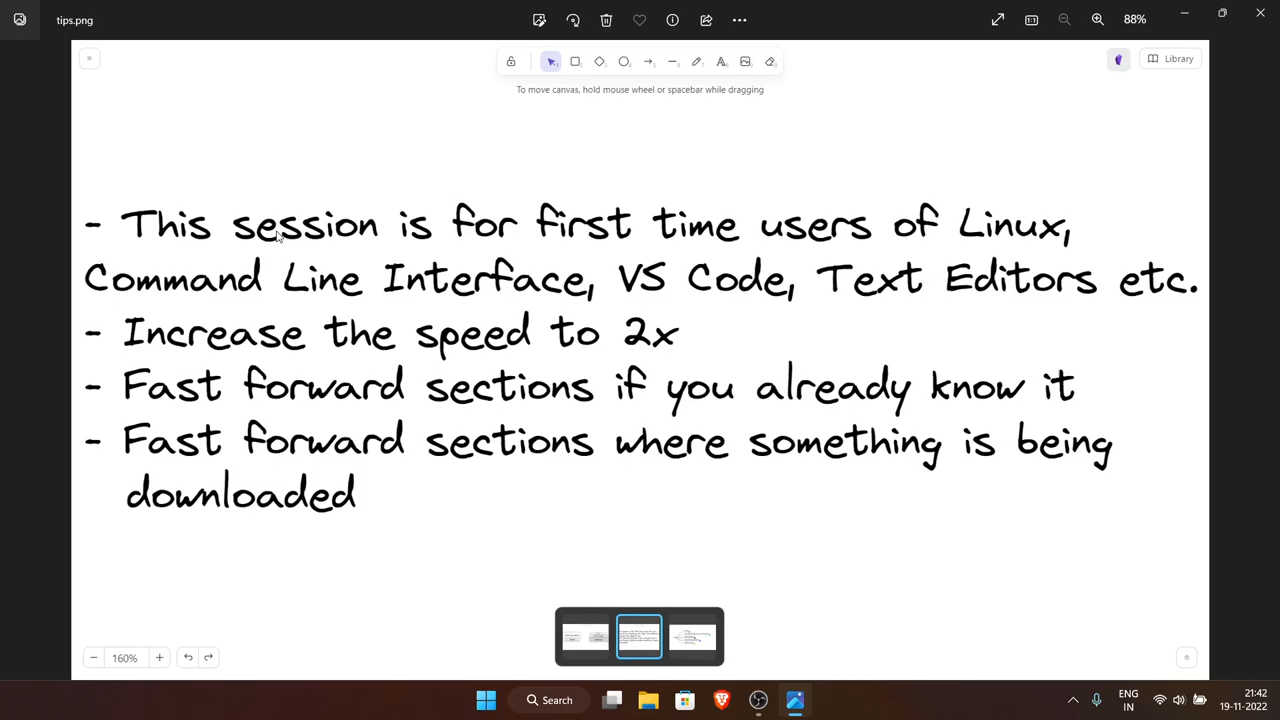 tips.png
88%
To move canvas, hold mouse wheel or spacebar while dragging
Library
- This session is for first time users of Linux,
Command Line Interface, VS Code, Text Editors etc.
- Increase the speed to 2x
- Fast forward sections if you already know it
- Fast forward sections where something is being
downloaded
160%
Search
ENG
IN
21:42
19-11-2022